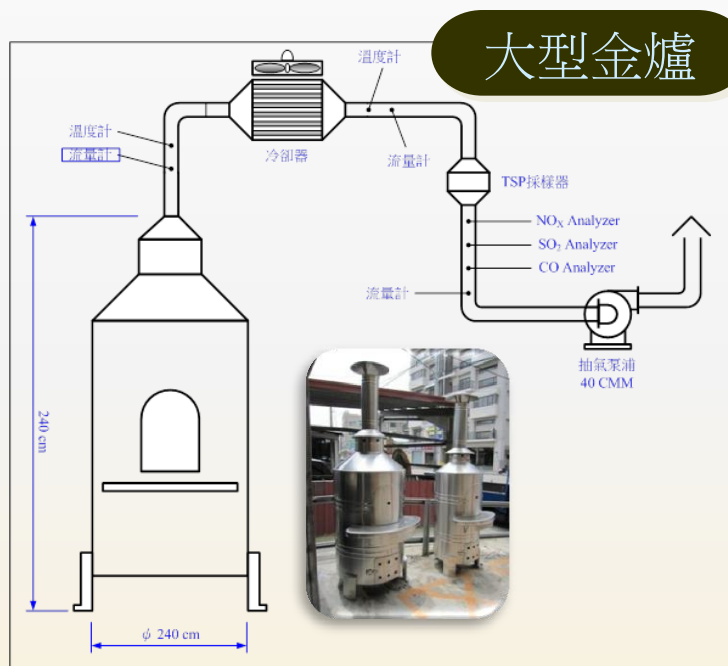 大型金爐
溫度計
溫度計
流量計
冷卻器
流量計
TSP採樣器
NOX Analyzer
SO2 Analyzer
CO Analyzer
流量計
抽氣泵浦
40 CMM
240 cm
ψ 240 cm